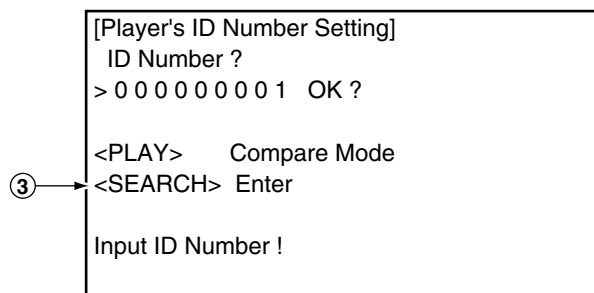 [Player's ID Number Setting]
ID Number ?
> 0 0 0 0 0 0 0 0 1 OK ?
<PLAY> Compare Mode
③ <SEARCH> Enter
Input ID Number !